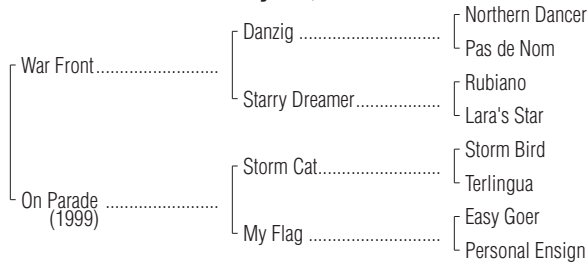 Northern Dancer
Danzig
Pas de Nom
War Front
Rubiano
Starry Dreamer
Lara's Star
Storm Bird
Storm Cat
Terlingua
On Parade
(1999)
Easy Goer
My Flag
Personal Ensign